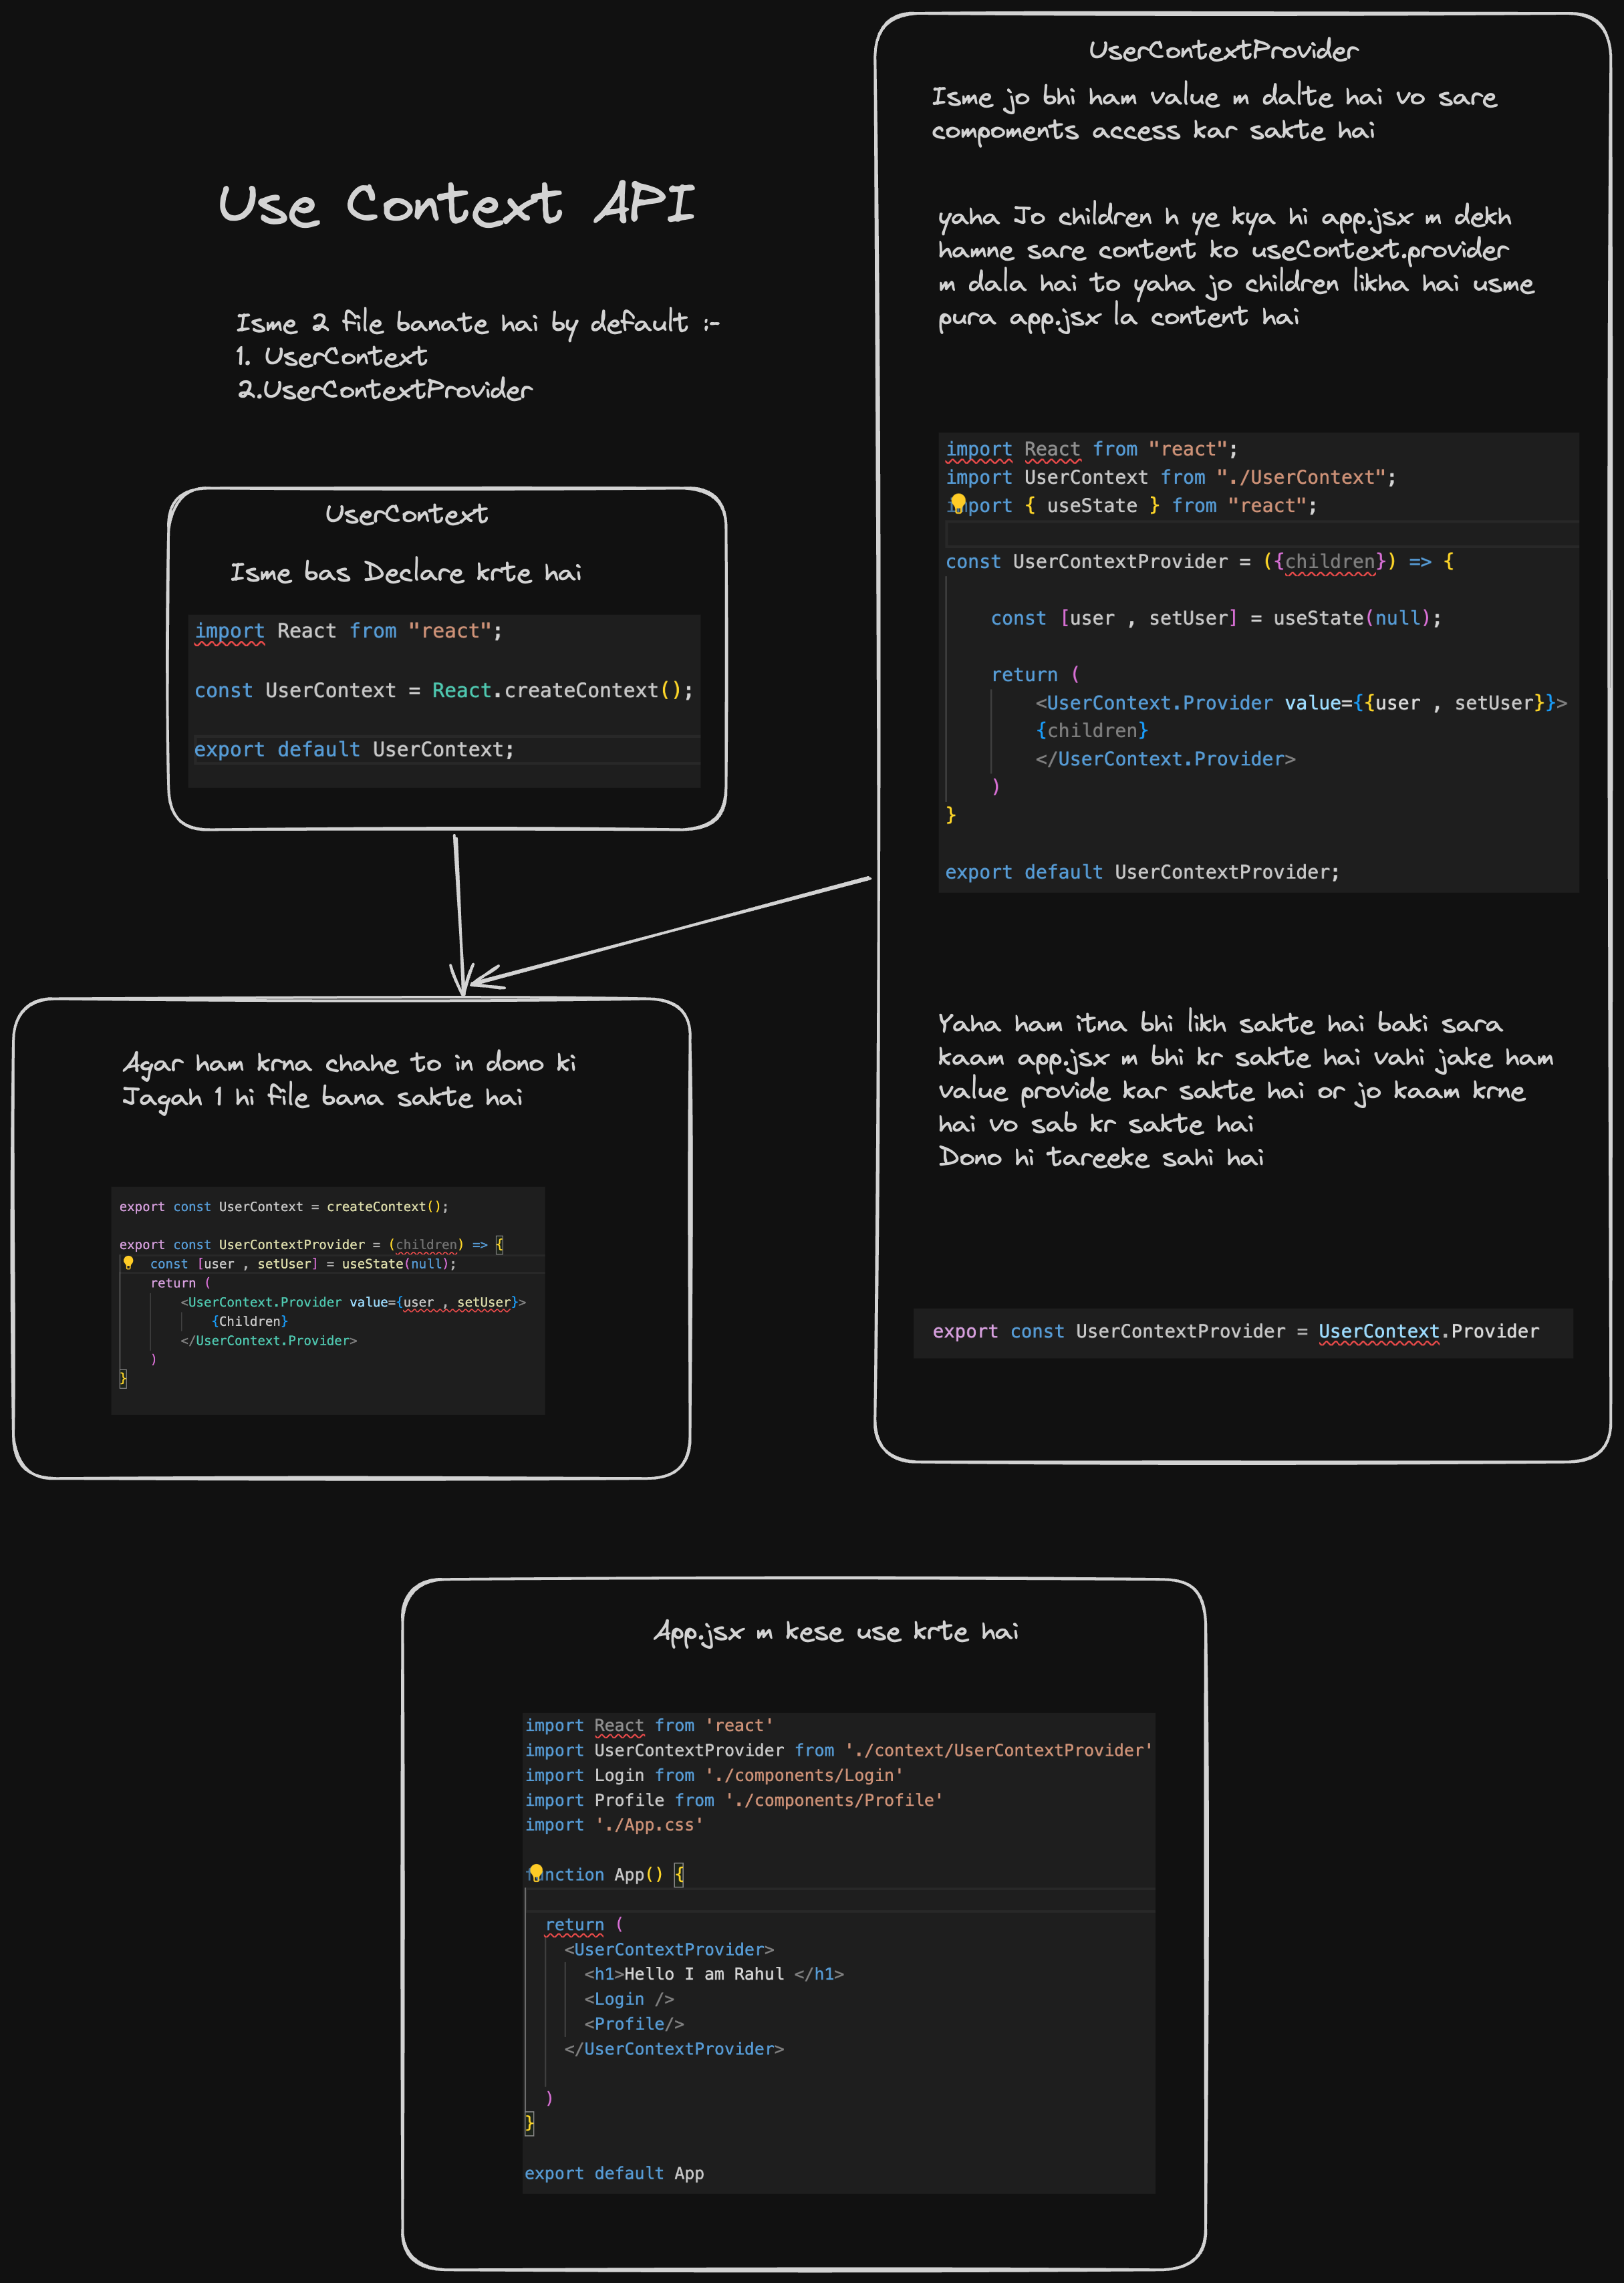 Use Context API
Isme 2 file banate hai by default :-
1. UserContext
2.UserContextProvider
UserContext
Isme bas Declare krte hai
import React from "react";
const UserContext = React.createContext();
export default UserContext;
UserContextProvider
Isme jo bhi ham value m dalte hai vo sare
compoments access kar sakte hai
yaha Jo children h ye kya hi app.jsx m dekh
hamne sare content ko useContext.provider
m dala hai to yaha jo children likha hai usme
pura app.jsx la content hai
import React from "react";
import UserContext from "./UserContext";
import { useState } from "react";
const UserContextProvider = ({children}) => {
const [user , setUser] = useState(null);
return (
<UserContext.Provider value={{user , setUser}}>
{children}
</UserContext.Provider>
)
}
export default UserContextProvider;
Yaha ham itna bhi likh sakte hai baki sara
kaam app.jsx m bhi kr sakte hai vahi jake ham
value provide kar sakte hai or jo kaam krne
hai vo sab kr sakte hai
Dono hi tareeke sahi hai
export const UserContextProvider = UserContext.Provider
Agar ham krna chahe to in dono ki
Jagah 1 hi file bana sakte hai
export const UserContext = createContext();
export const UserContextProvider = (children) => {
const [user , setUser] = useState(null);
return (
<UserContext.Provider value={user , setUser}>
{Children}
</UserContext.Provider>
)
}
App.jsx m kese use krte hai
import React from 'react'
import UserContextProvider from './context/UserContextProvider'
import Login from './components/Login'
import Profile from './components/Profile'
import './App.css'
function App() {
return (
<UserContextProvider>
<h1>Hello I am Rahul </h1>
<Login />
<Profile/>
</UserContextProvider>
)
}
export default App